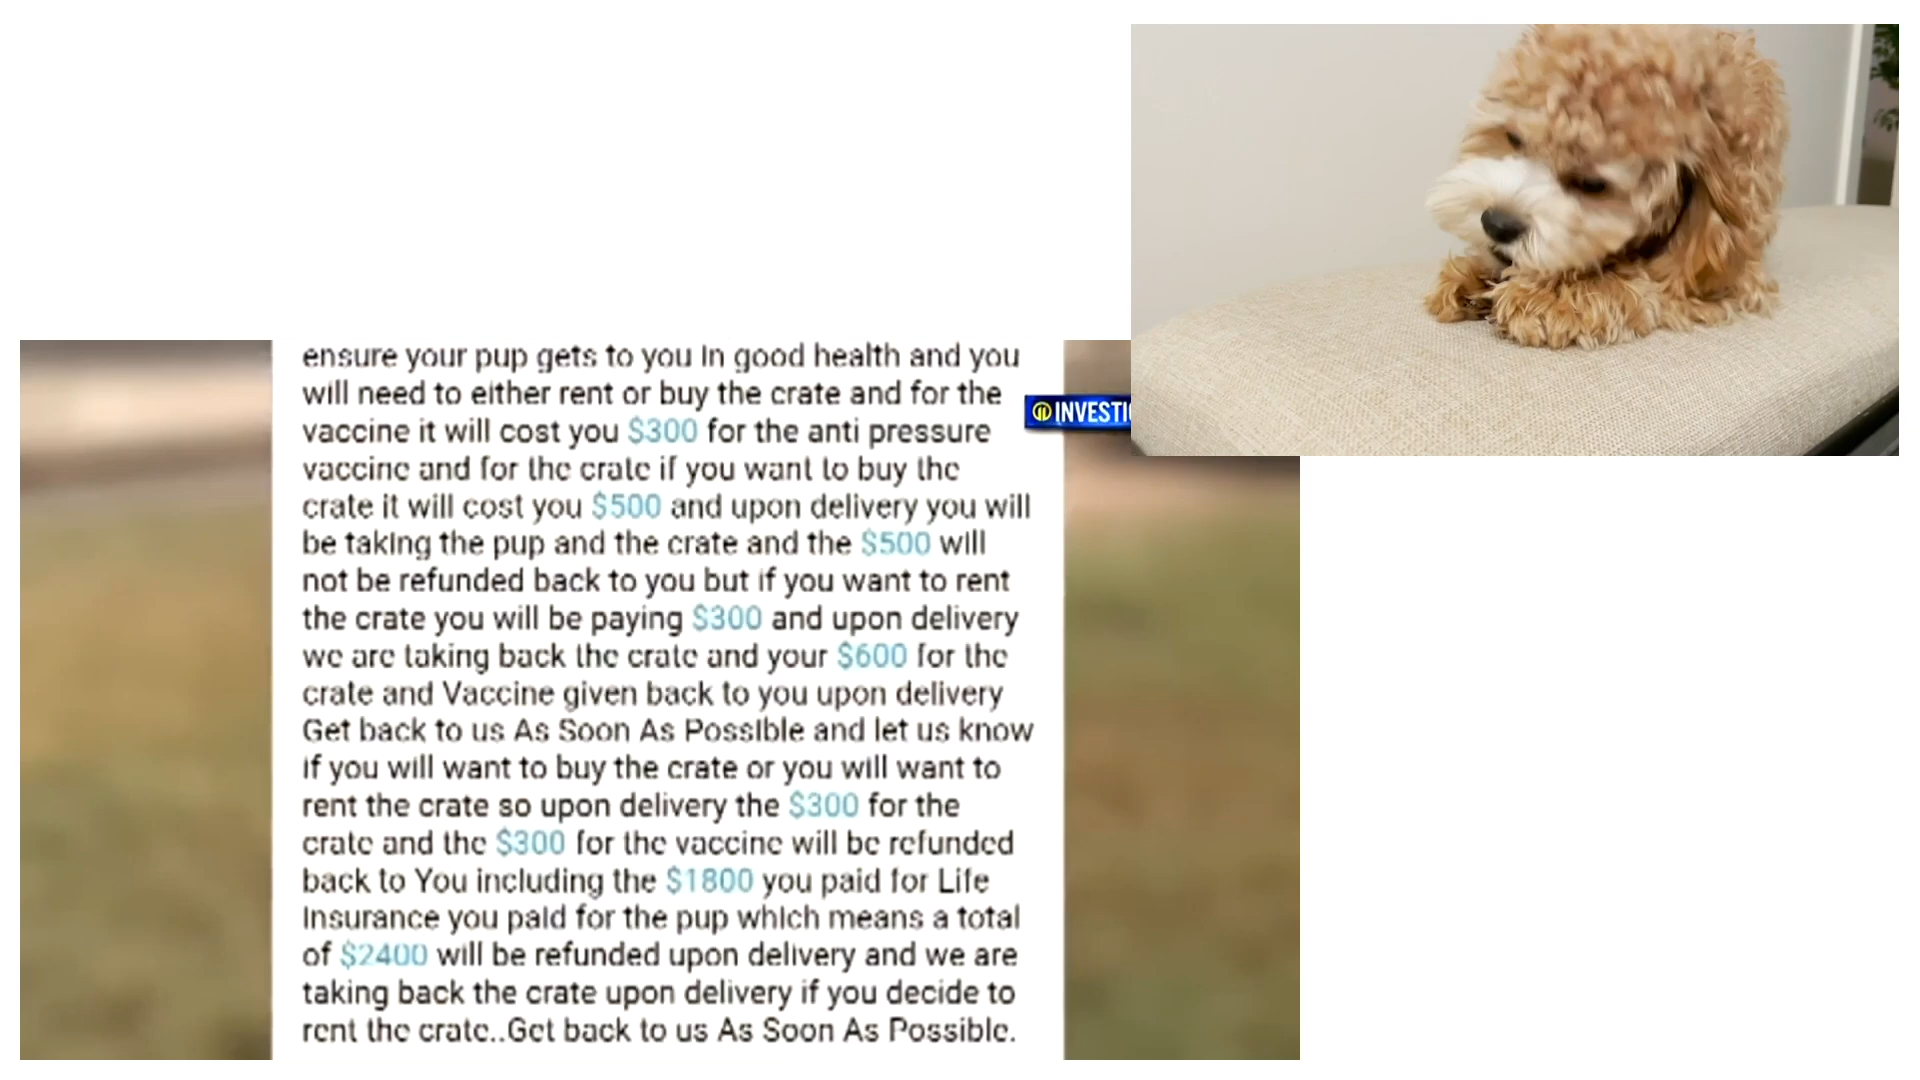 ensure your pup gets to you in good health and you
will need to either rent or buy the crate and for the
vaccine it will cost you $300 for the anti pressure
vaccine and for the crate if you want to buy the
crate it will cost you $500 and upon delivery you will
be taking the pup and the crate and the $500 will
not be refunded back to you but if you want to rent
the crate you will be paying $300 and upon delivery
we are taking back the crate and your $600 for the
crate and Vaccine given back to you upon delivery
Get back to us As Soon As Possible and let us know
if you will want to buy the crate or you will want to
rent the crate so upon delivery the $300 for the
crate and the $300 for the vaccine will be refunded
back to You including the $1800 you paid for Life
Insurance you paid for the pup which means a total
of $2400 will be refunded upon delivery and we are
taking back the crate upon delivery if you decide to
rent the crate..Get back to us As Soon As Possible.
11 INVESTI